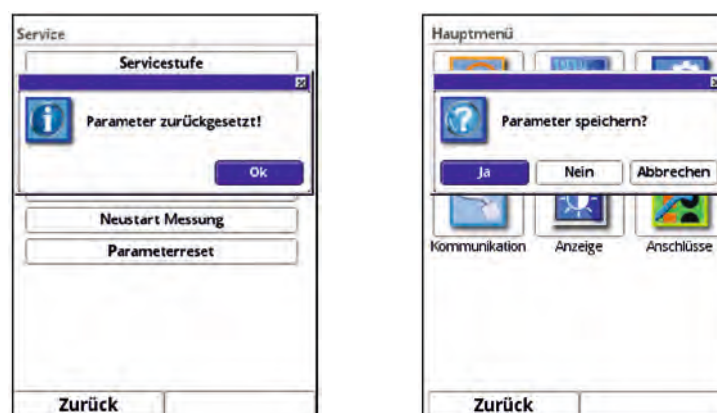 Service
Servicestufe
Parameter zurückgesetzt!
Ok
Neustart Messung
Parameterreset
Zurück
Hauptmenü
Parameter speichern?
Ja Nein Abbrechen
Kommunikation Anzeige Anschlüsse
Zurück